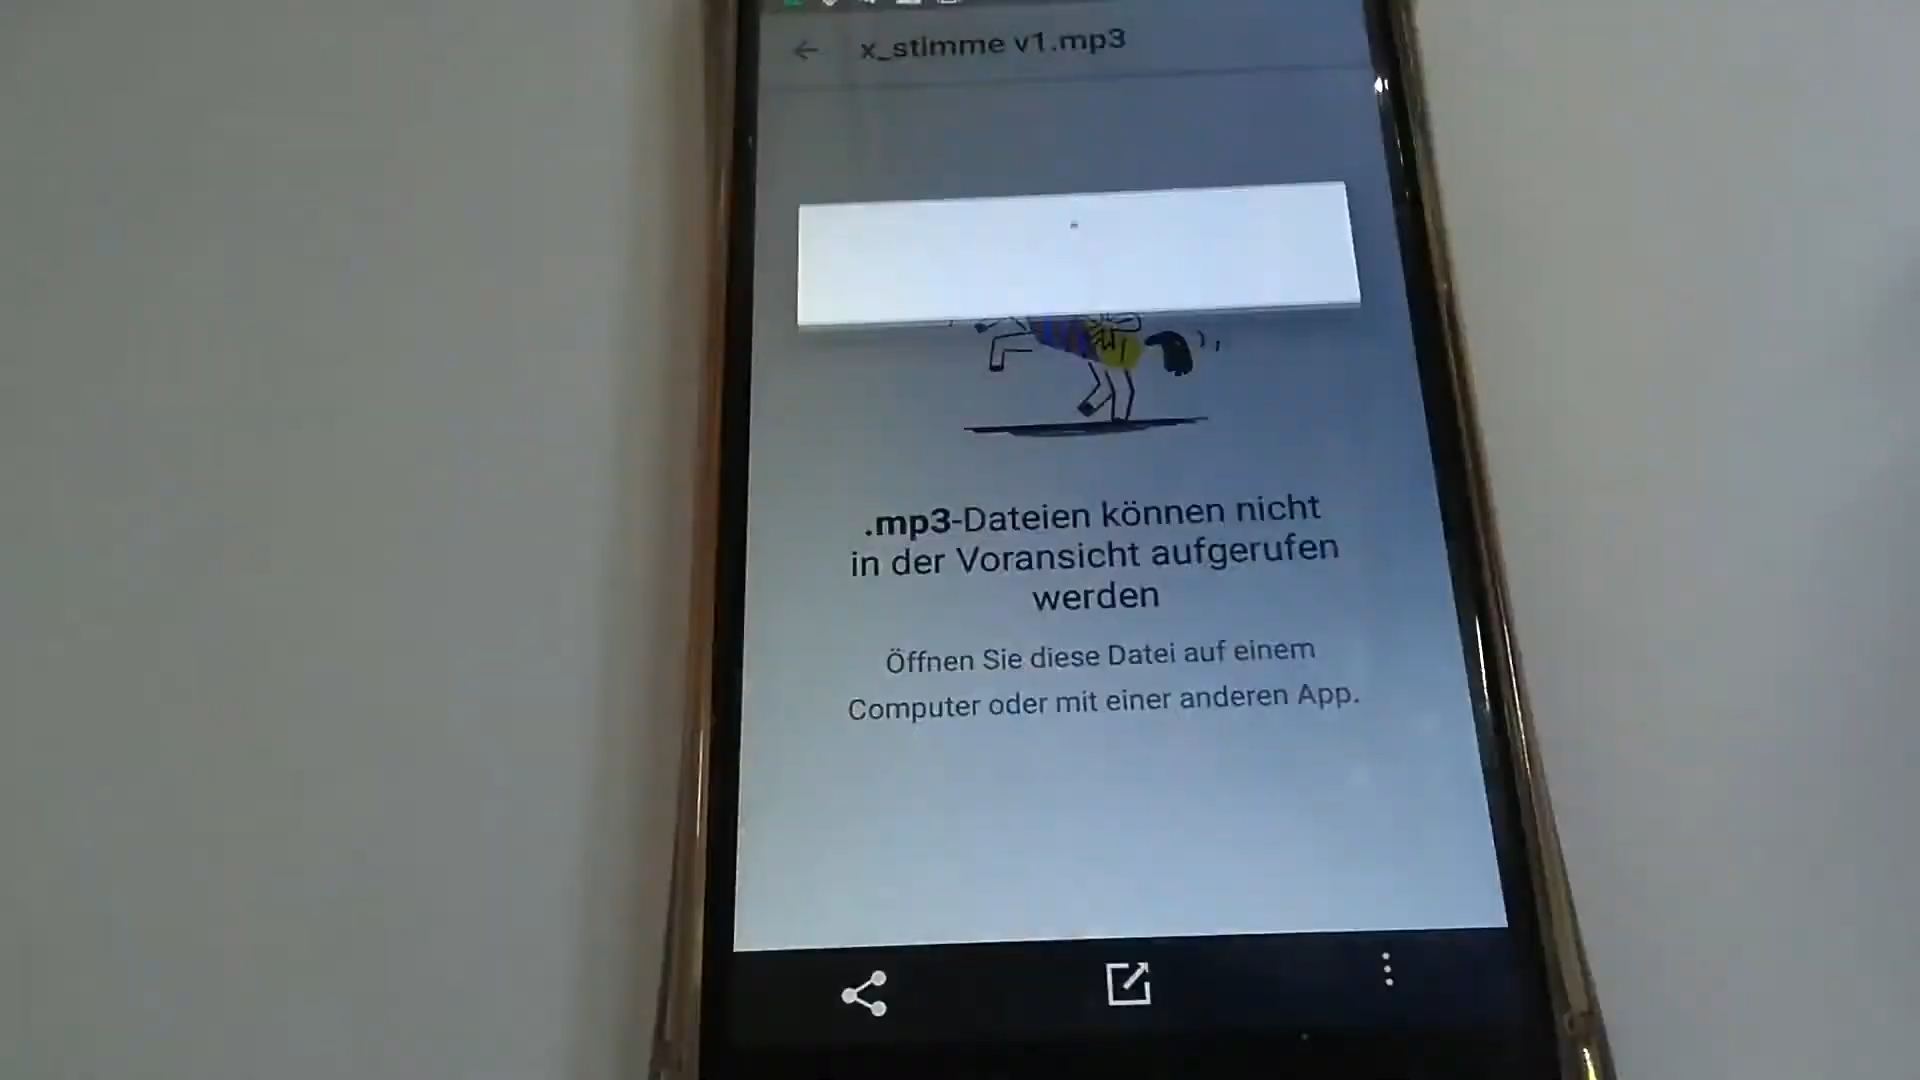 x_stimme v1.mp3
.mp3-Dateien können nicht
in der Voransicht aufgerufen
werden
Öffnen Sie diese Datei auf einem
Computer oder mit einer anderen App.